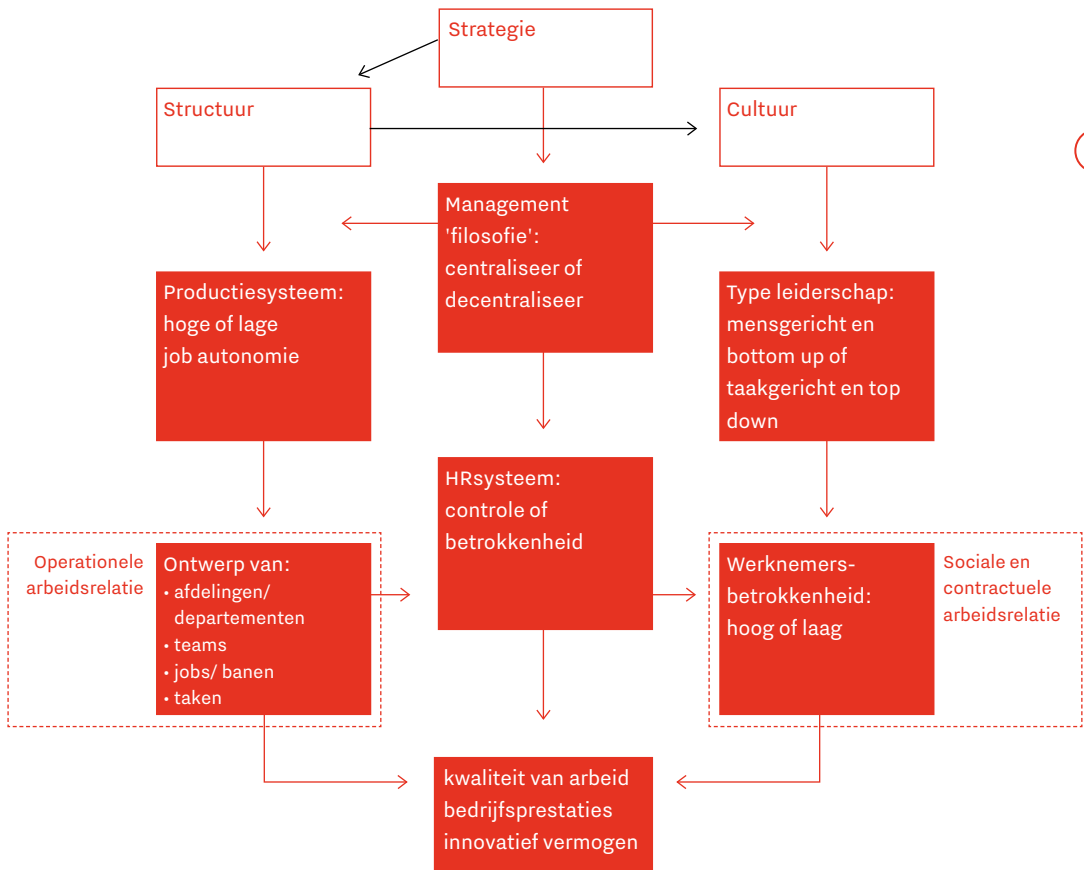 Strategie
Structuur
Cultuur
Management
'filosofie':
centraliseer of
decentraliseer
Productiesysteem:
hoge of lage
job autonomie
Type leiderschap:
mensgericht en
bottom up of
taakgericht en top
down
HRsysteem:
controle of
betrokkenheid
Operationele
arbeidsrelatie
Ontwerp van:
• afdelingen/
departementen
• teams
• jobs/ banen
• taken
Werknemers-
betrokkenheid:
hoog of laag
Sociale en
contractuele
arbeidsrelatie
kwaliteit van arbeid
bedrijfsprestaties
innovatief vermogen